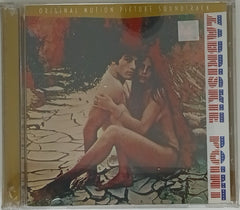 ORIGINAL MOTION PICTURE SOUNDTRACK
ZABRISKIE POINT